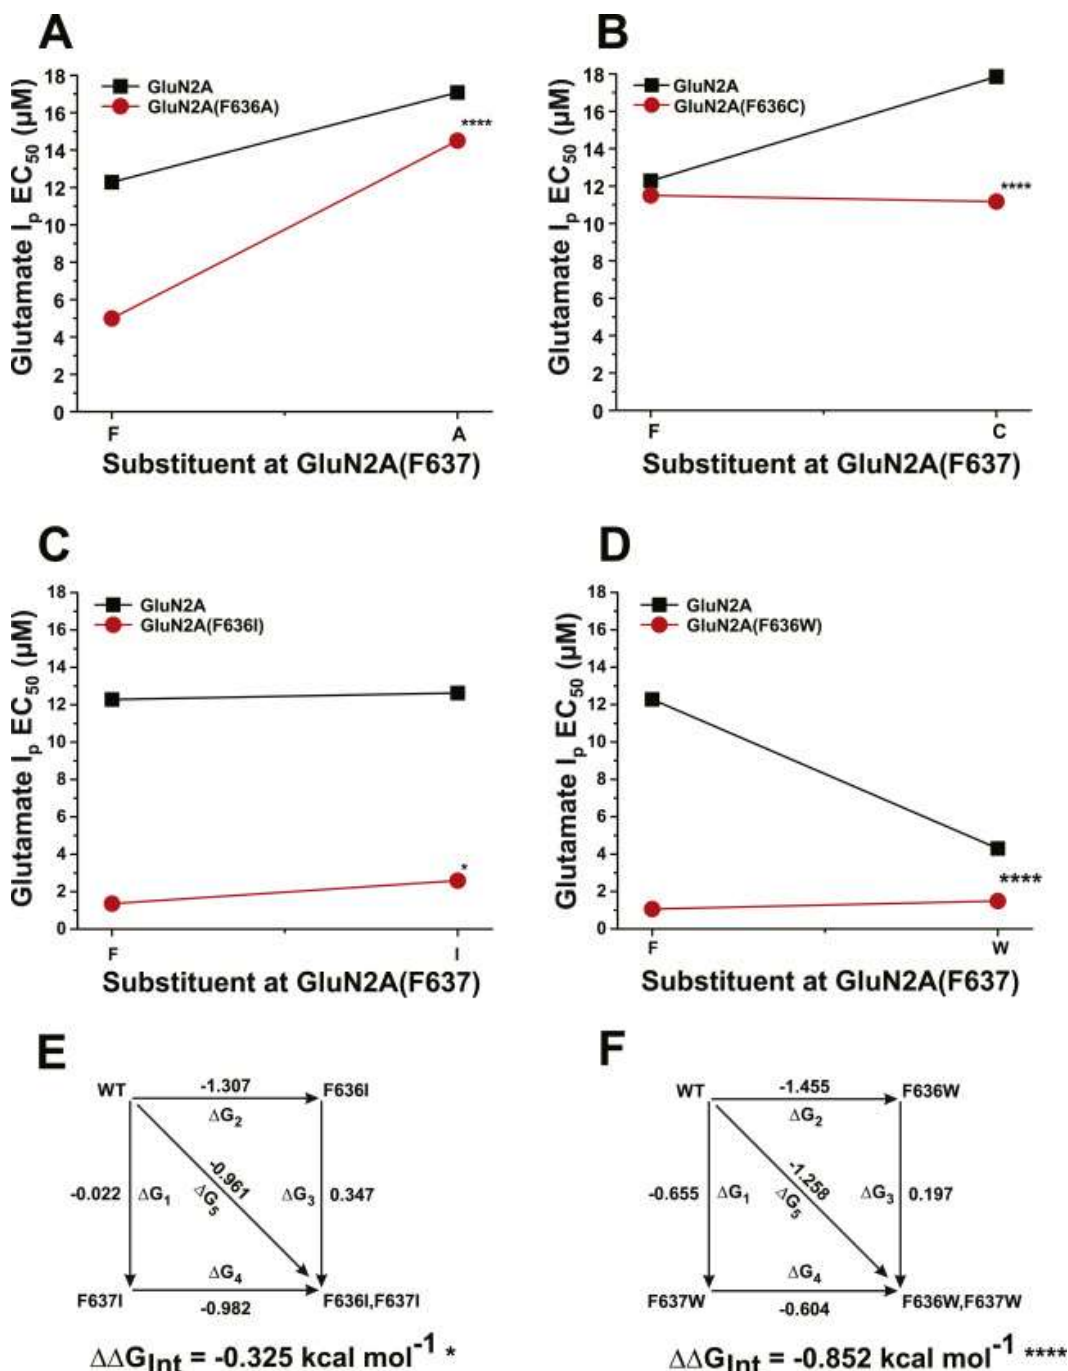 A
GluN2A
GluN2A(F636A)
****
Glutamate Ip EC50 (µM)
18
16
14
12
10
8
6
4
2
0
F
A
Substituent at GluN2A(F637)
B
GluN2A
GluN2A(F636C)
****
Glutamate Ip EC50 (µM)
18
16
14
12
10
8
6
4
2
0
F
C
Substituent at GluN2A(F637)
C
GluN2A
GluN2A(F636I)
*
Glutamate Ip EC50 (µM)
18
16
14
12
10
8
6
4
2
0
F
I
Substituent at GluN2A(F637)
D
GluN2A
GluN2A(F636W)
****
Glutamate Ip EC50 (µM)
18
16
14
12
10
8
6
4
2
0
F
W
Substituent at GluN2A(F637)
E
WT
-1.307
F636I
ΔG2
-0.022
ΔG1
-0.961
ΔG5
ΔG3
0.347
ΔG4
F637I
-0.982
F636I,F637I
ΔΔGInt = -0.325 kcal mol-1 *
F
WT
-1.455
F636W
ΔG2
-0.655
ΔG1
-1.258
ΔG5
ΔG3
0.197
ΔG4
F637W
-0.604
F636W,F637W
ΔΔGInt = -0.852 kcal mol-1 ****